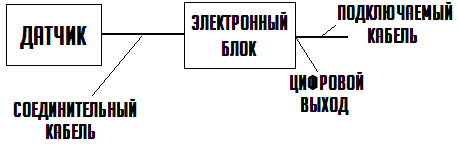 ДАТЧИК
ЭЛЕКТРОННЫЙ
БЛОК
ПОДКЛЮЧАЕМЫЙ
КАБЕЛЬ
СОЕДИНИТЕЛЬНЫЙ
КАБЕЛЬ
ЦИФРОВОЙ
ВЫХОД